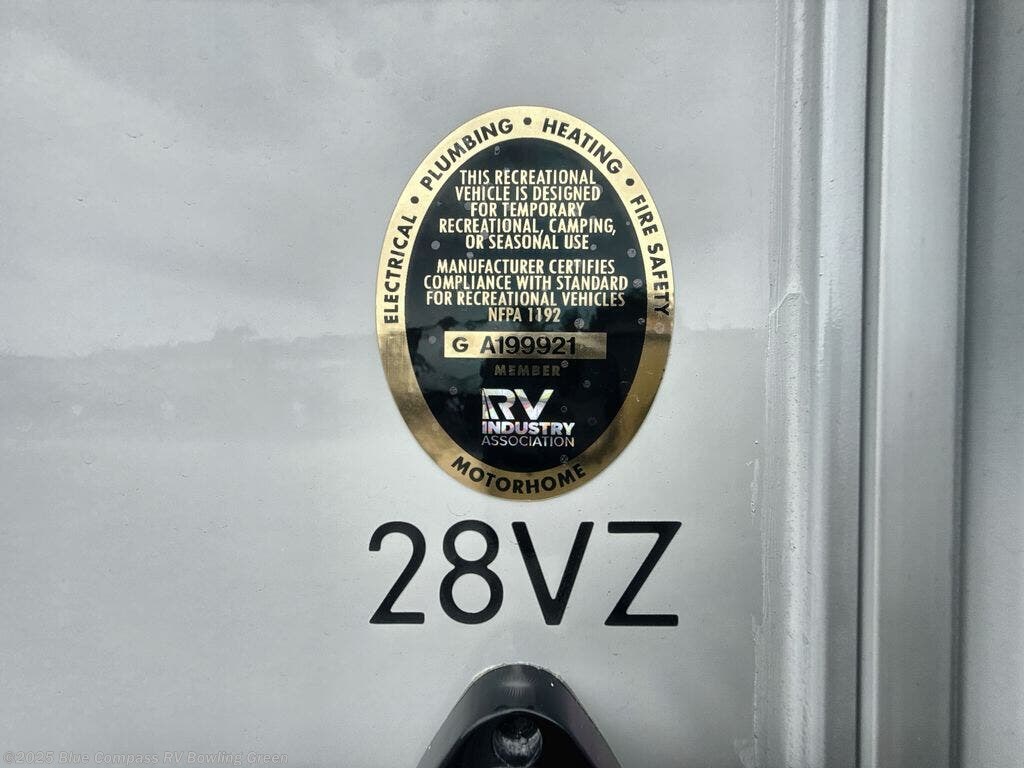 ELECTRICAL • PLUMBING • HEATING • FIRE SAFETY
THIS RECREATIONAL
VEHICLE IS DESIGNED
FOR TEMPORARY
RECREATIONAL, CAMPING,
OR SEASONAL USE
MANUFACTURER CERTIFIES
COMPLIANCE WITH STANDARD
FOR RECREATIONAL VEHICLES
NFPA 1192
G A199921
MEMBER
RV
INDUSTRY
ASSOCIATION
MOTORHOME
28VZ
©2025 Blue Compass RV Bowling Green